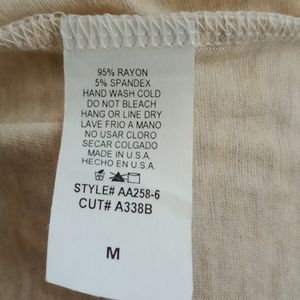 95% RAYON
5% SPANDEX
HAND WASH COLD
DO NOT BLEACH
HANG OR LINE DRY
LAVE FRIO A MANO
NO USAR CLORO
SECAR COLGADO
MADE IN U.S.A.
HECHO EN U.S.A.
STYLE# AA258-6
CUT# A338B
M